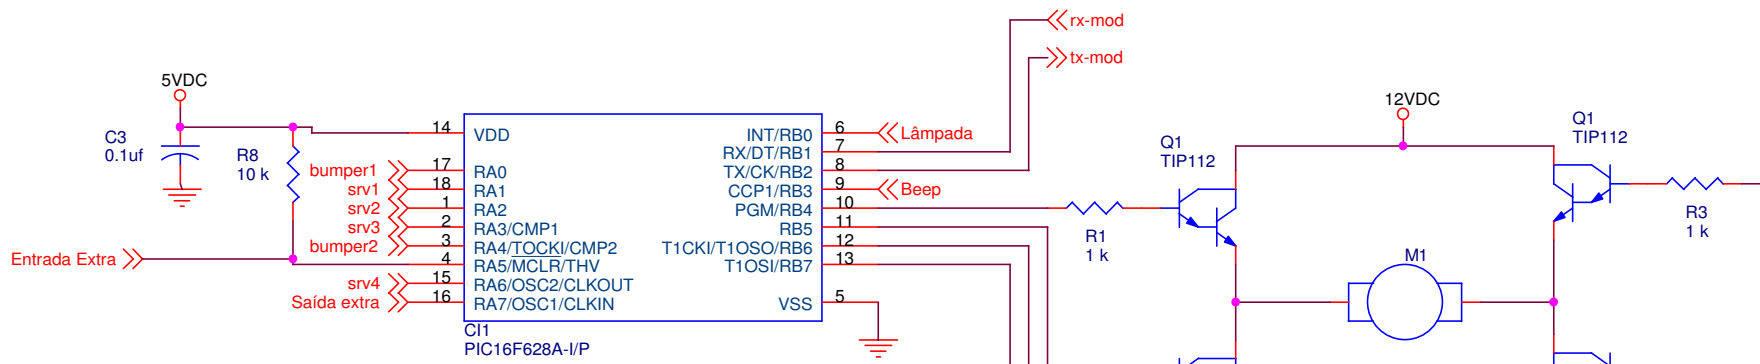 rx-mod
tx-mod
5VDC
C3
0.1uf
R8
10 k
Entrada Extra
bumper1
srv1
srv2
srv3
bumper2
srv4
Saída extra
14
17
18
1
2
3
4
15
16
VDD
RA0
RA1
RA2
RA3/CMP1
RA4/TOCKI/CMP2
RA5/MCLR/THV
RA6/OSC2/CLKOUT
RA7/OSC1/CLKIN
INT/RB0
RX/DT/RB1
TX/CK/RB2
CCP1/RB3
PGM/RB4
RB5
T1CKI/T1OSO/RB6
T1OSI/RB7
VSS
6
7
8
9
10
11
12
13
5
CI1
PIC16F628A-I/P
Lâmpada
Beep
R1
1 k
Q1
TIP112
12VDC
M1
Q1
TIP112
R3
1 k